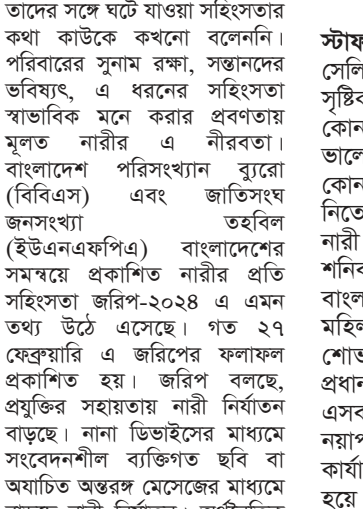 তাদের সঙ্গে ঘটে যাওয়া সহিংসতার
কথা কাউকে কখনো বলেননি।
পরিবারের সুনাম রক্ষা, সন্তানদের
ভবিষ্যৎ, এ ধরনের সহিংসতা
স্বাভাবিক মনে করার প্রবণতায়
মূলত নারীর এ নীরবতা।
বাংলাদেশ পরিসংখ্যান ব্যুরো
(বিবিএস) এবং জাতিসংঘ
জনসংখ্যা তহবিল
(ইউএনএফপিএ) বাংলাদেশের
সমন্বয়ে প্রকাশিত নারীর প্রতি
সহিংসতা জরিপ-২০২৪ এ এমন
তথ্য উঠে এসেছে। গত ২৭
ফেব্রুয়ারি এ জরিপের ফলাফল
প্রকাশিত হয়। জরিপ বলছে,
প্রযুক্তির সহায়তায় নারী নির্যাতন
বাড়ছে। নানা ডিভাইসের মাধ্যমে
সংবেদনশীল ব্যক্তিগত ছবি বা
অযাচিত অন্তরঙ্গ মেসেজের মাধ্যমে
স্টাফ
সেলি
সৃষ্টিব
কোন
ভালে
কোন
নিতে
নারী
শনিব
বাংল
মহিল
শোভ
প্রধান
এসব
নয়াপ
কার্যা
হয়ে